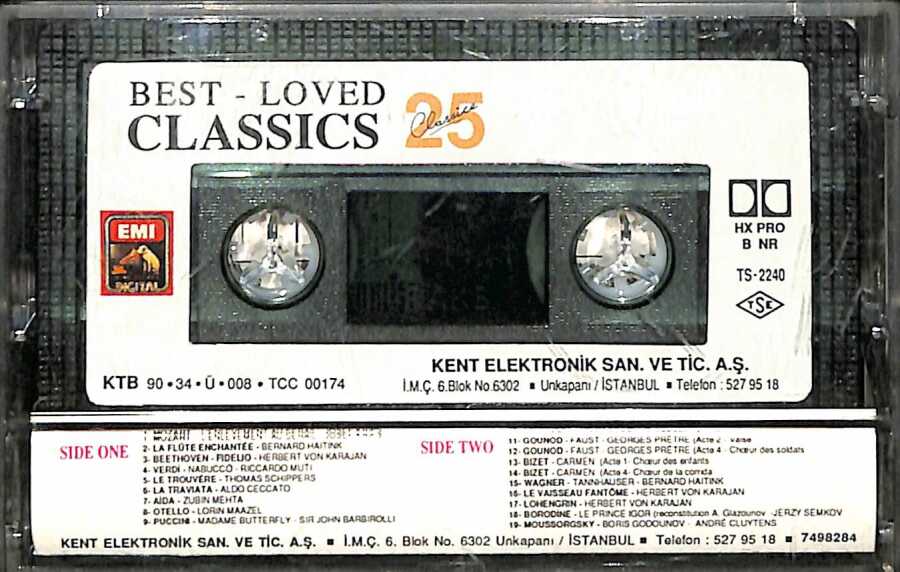 BEST - LOVED
CLASSICS
25
Classics
EMI
DIGITAL
HX PRO
B NR
TS-2240
TSE
KENT ELEKTRONİK SAN. VE TİC. A.Ş.
KTB 90 • 34 • Ü • 008 • TCC 00174
İ.M.Ç. 6.Blok No.6302 ■ Unkapanı / İSTANBUL ■ Telefon : 527 95 18
SIDE ONE
1- MOZART
2- LA FLÛTE ENCHANTÉE - BERNARD HAITINK
3- BEETHOVEN - FIDELIO - HERBERT VON KARAJAN
4- VERDİ - NABUCCO - RICCARDO MUTI
5- LE TROUVÈRE - THOMAS SCHIPPERS
6- LA TRAVIATA - ALDO CECCATO
7- AÏDA - ZUBIN MEHTA
8- OTELLO - LORIN MAAZEL
9- PUCCINI - MADAME BUTTERFLY - SIR JOHN BARBIROLLI
SIDE TWO
11- GOUNOD - FAUST - GEORGES PRÊTRE (Acte 2 - Valse
12- GOUNOD - FAUST - GEORGES PRÊTRE (Acte 4 - Chœur des soldats
13- BIZET - CARMEN (Acte 1- Chœur des enfants
14- BIZET - CARMEN (Acte 4- Chœur de la corrida
15- WAGNER - TANNHAUSER - BERNARD HAITINK
16- LE VAISSEAU FANTÔME - HERBERT VON KARAJAN
17- LOHENGRIN - HERBERT VON KARAJAN
18- BORODINE - LE PRINCE IGOR (reconstitution A. Glazounov - JERZY SEMKOV
19- MOUSSORGSKY - BORIS GODOUNOV - ANDRÉ CLUYTENS
KENT ELEKTRONİK SAN. VE TİC. A.Ş. ■ İ.M.Ç. 6. Blok No. 6302 Unkapanı / İSTANBUL ■ Telefon : 527 95 18 ■ 7498284